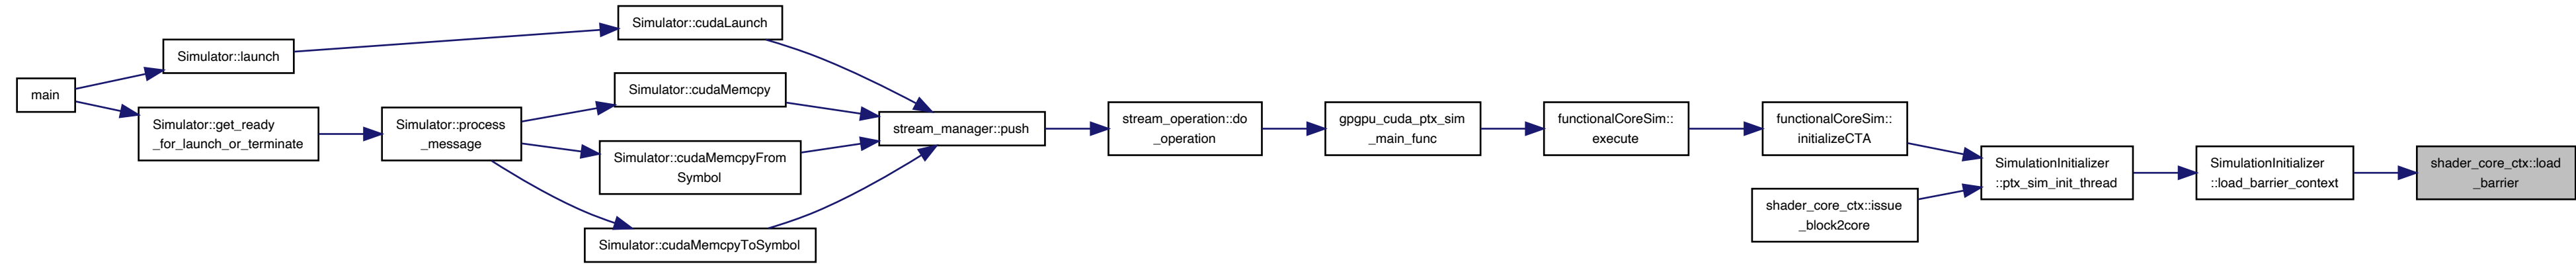 main
Simulator::launch
Simulator::get_ready
_for_launch_or_terminate
Simulator::process
_message
Simulator::cudaLaunch
Simulator::cudaMemcpy
Simulator::cudaMemcpyFrom
Symbol
Simulator::cudaMemcpyToSymbol
stream_manager::push
stream_operation::do
_operation
gpgpu_cuda_ptx_sim
_main_func
functionalCoreSim::
execute
functionalCoreSim::
initializeCTA
shader_core_ctx::issue
_block2core
SimulationInitializer
::ptx_sim_init_thread
SimulationInitializer
::load_barrier_context
shader_core_ctx::load
_barrier